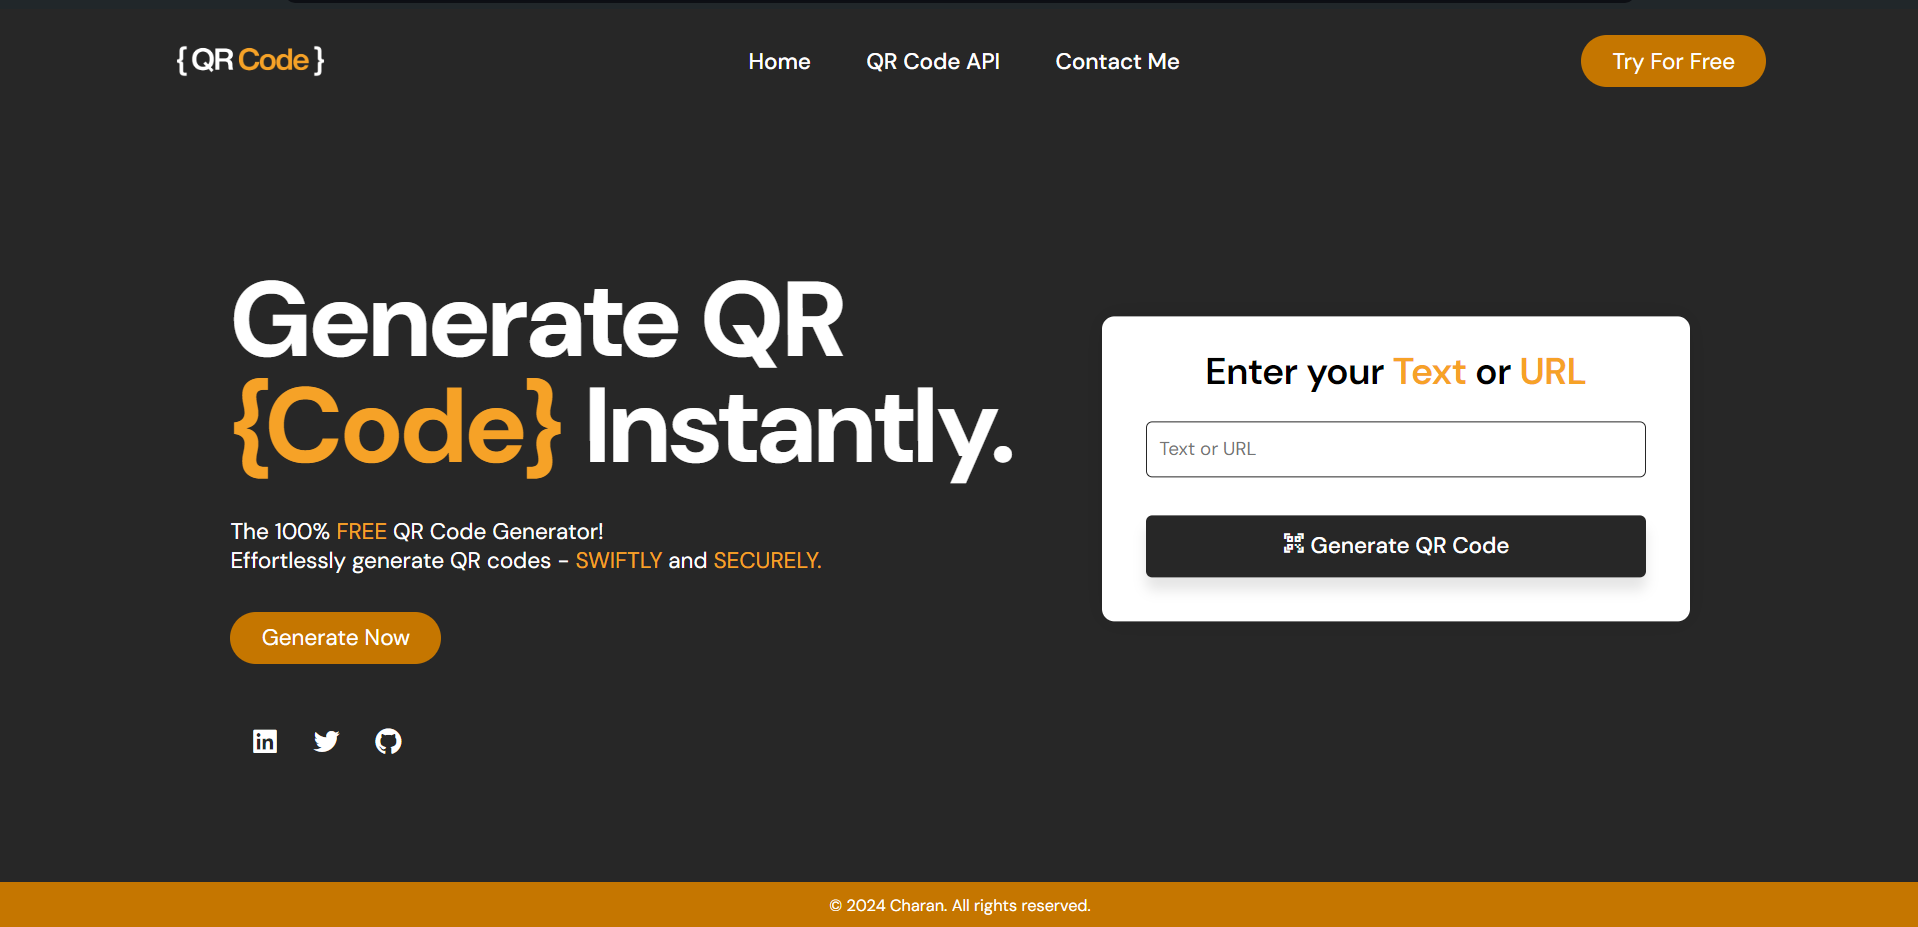 { QR Code }
Home
QR Code API
Contact Me
Try For Free
Generate QR
{Code} Instantly.
The 100% FREE QR Code Generator!
Effortlessly generate QR codes - SWIFTLY and SECURELY.
Generate Now
Enter your Text or URL
Text or URL
Generate QR Code
© 2024 Charan. All rights reserved.